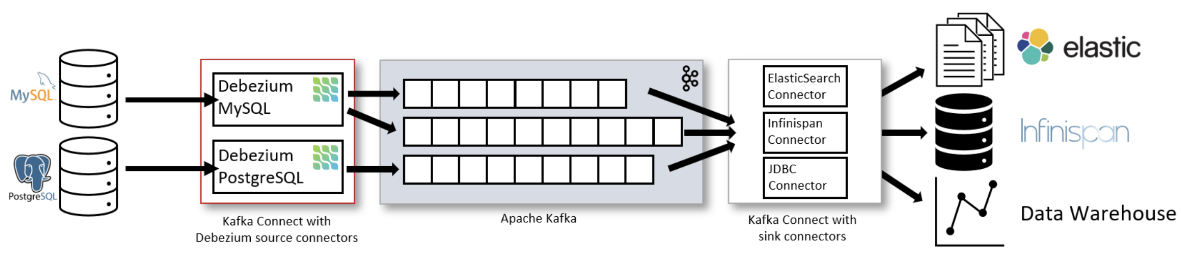 MySQL
PostgreSQL
Debezium
MySQL
Debezium
PostgreSQL
Kafka Connect with
Debezium source connectors
Apache Kafka
ElasticSearch
Connector
Infinispan
Connector
JDBC
Connector
Kafka Connect with
sink connectors
elastic
Infinispan
Data Warehouse